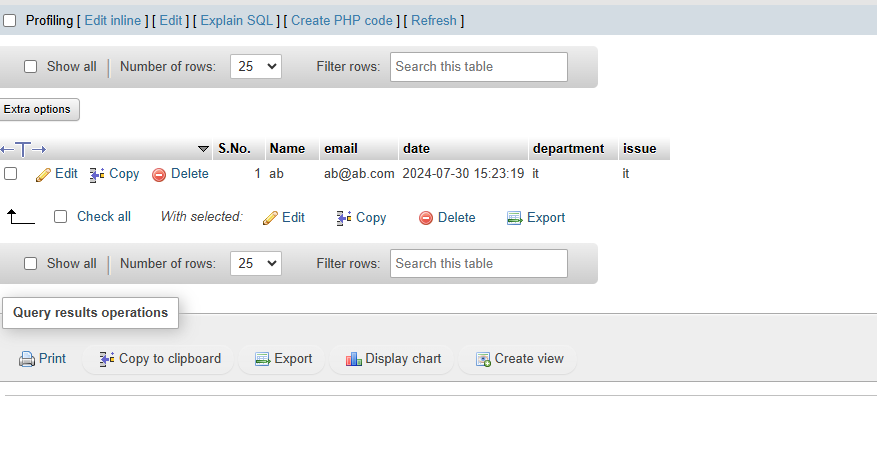 Profiling [ Edit inline ] [ Edit ] [ Explain SQL ] [ Create PHP code ] [ Refresh ]
Show all | Number of rows: 25 Filter rows: Search this table
Extra options
←T→ S.No. Name email date department issue
Edit Copy Delete 1 ab ab@ab.com 2024-07-30 15:23:19 it it
Check all With selected: Edit Copy Delete Export
Show all | Number of rows: 25 Filter rows: Search this table
Query results operations
Print Copy to clipboard Export Display chart Create view